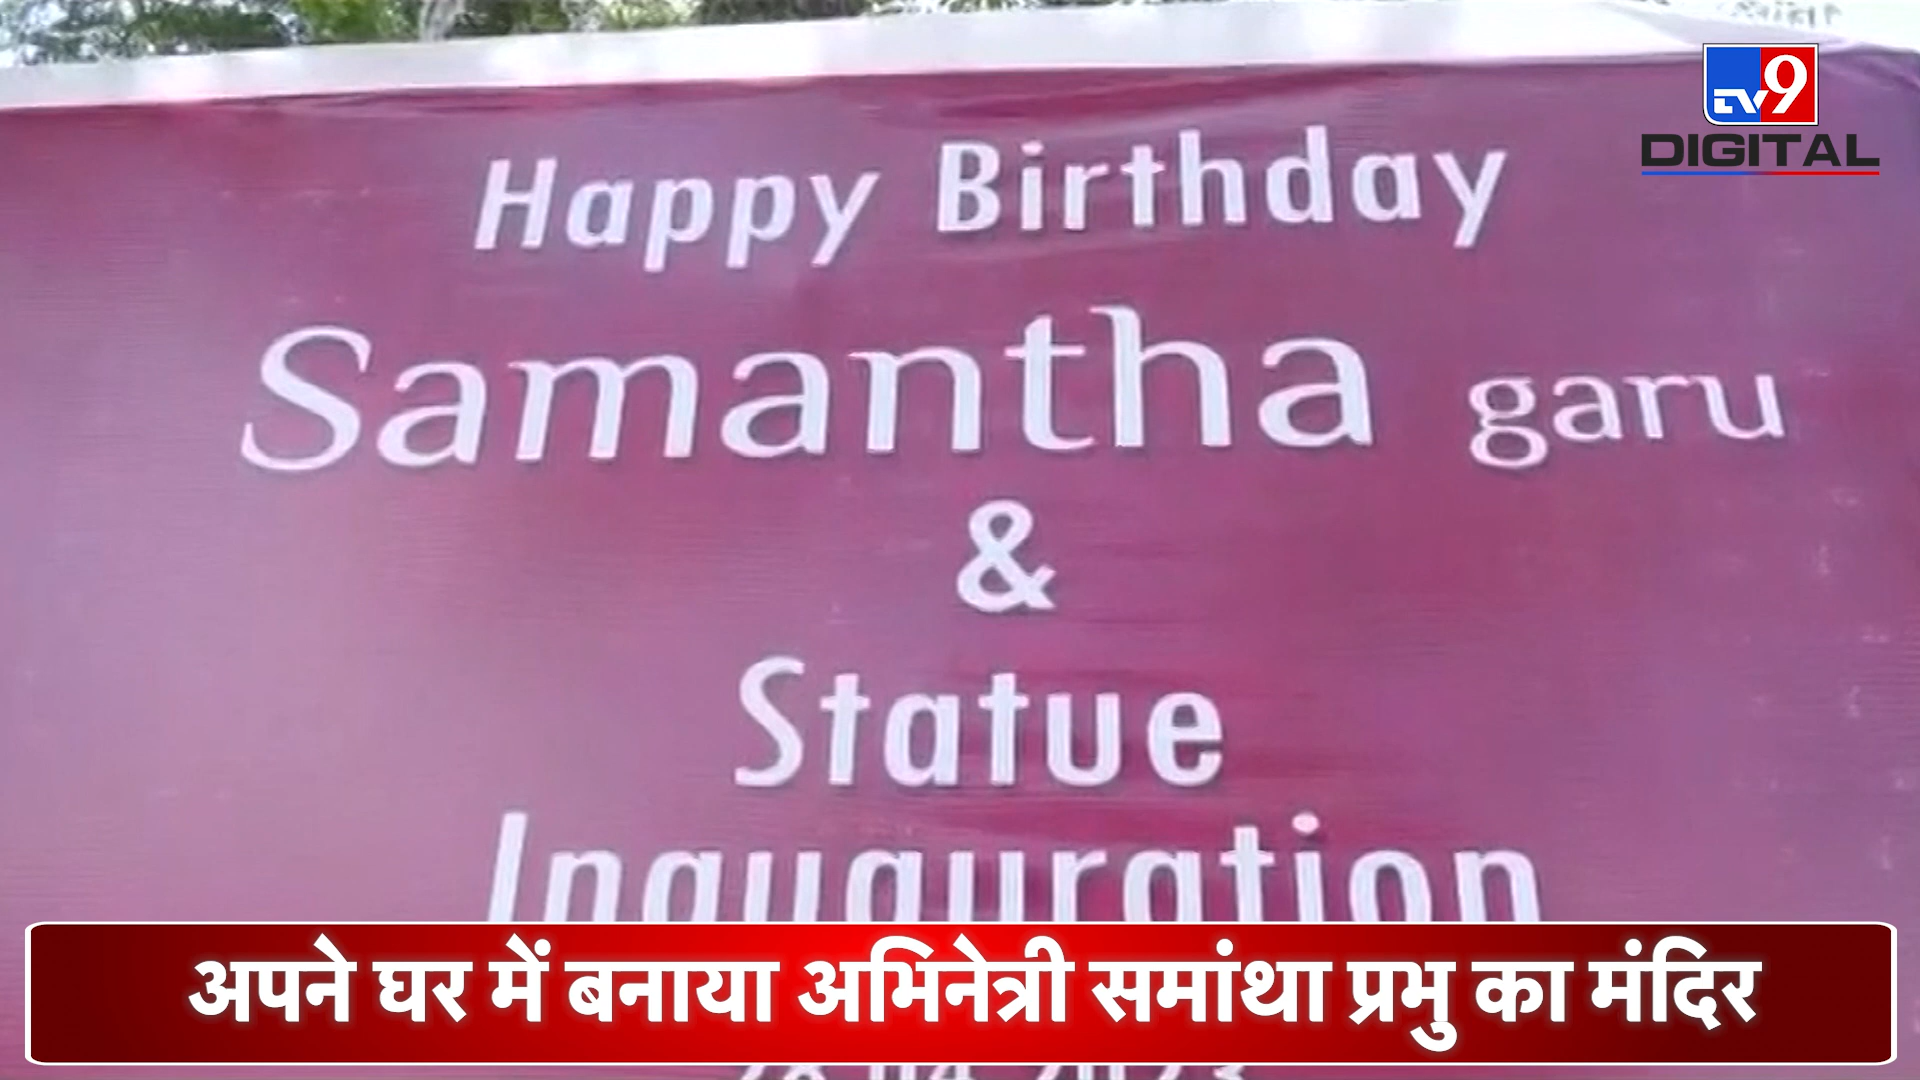 TV9
DIGITAL
Happy Birthday
Samantha garu
&
Statue
Inauguration
अपने घर में बनाया अभिनेत्री समांथा प्रभु का मंदिर